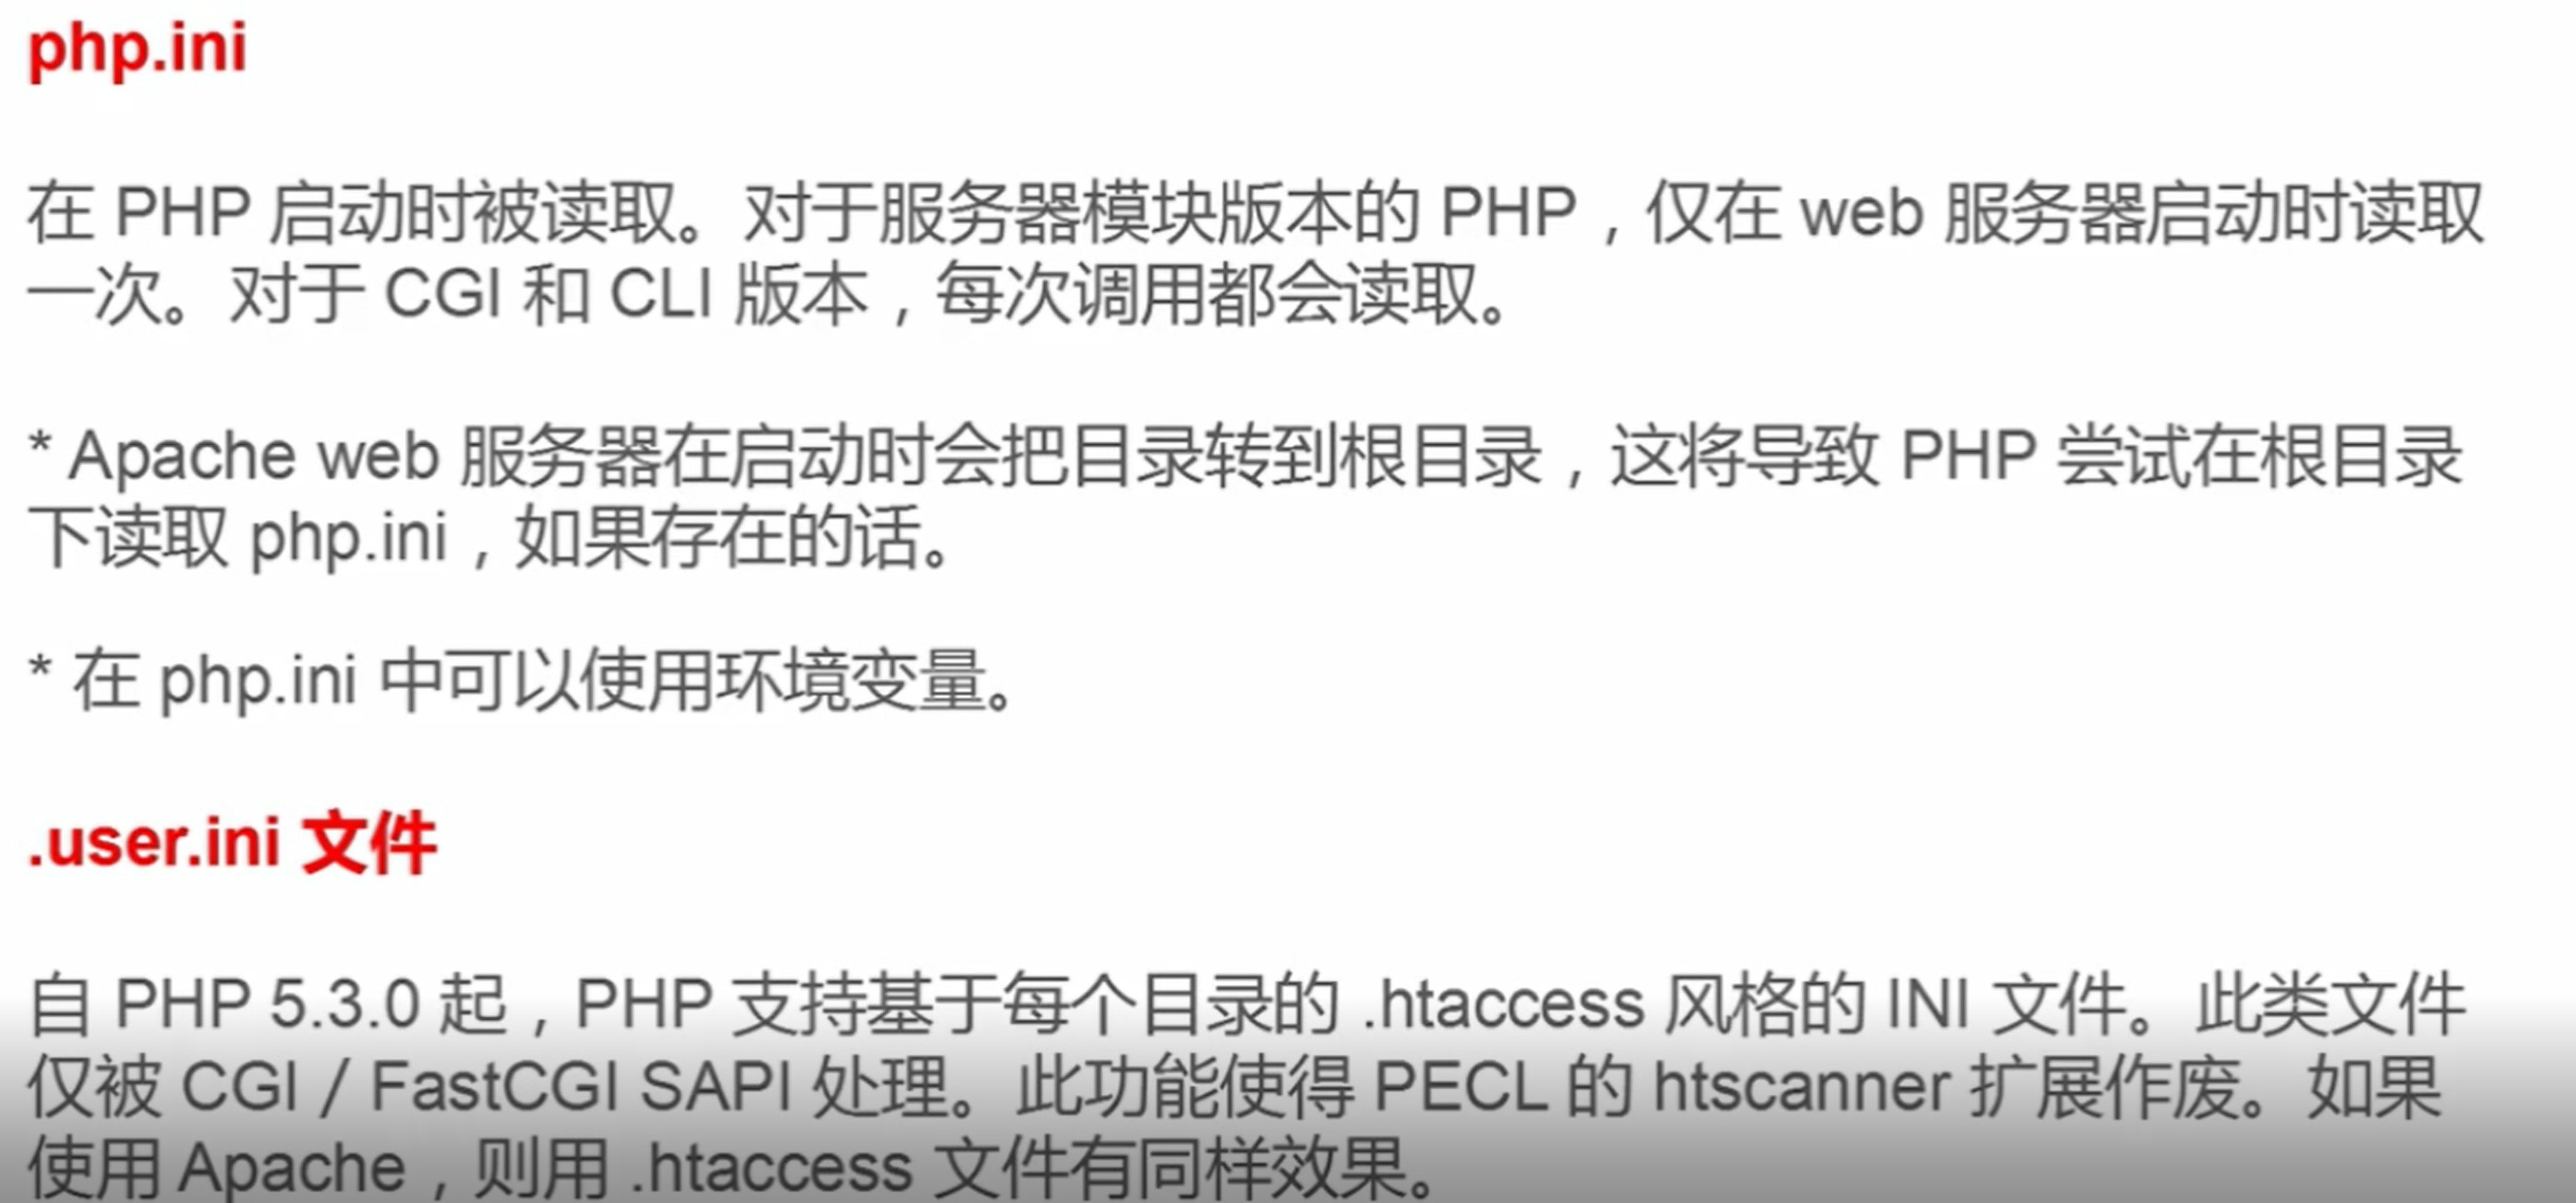 php.ini
在 PHP 启动时被读取。对于服务器模块版本的 PHP，仅在 web 服务器启动时读取
一次。对于 CGI 和 CLI 版本，每次调用都会读取。
* Apache web 服务器在启动时会把目录转到根目录，这将导致 PHP 尝试在根目录
下读取 php.ini，如果存在的话。
* 在 php.ini 中可以使用环境变量。
.user.ini 文件
自 PHP 5.3.0 起，PHP 支持基于每个目录的 .htaccess 风格的 INI 文件。此类文件
仅被 CGI / FastCGI SAPI 处理。此功能使得 PECL 的 htscanner 扩展作废。如果
使用 Apache，则用 .htaccess 文件有同样效果。